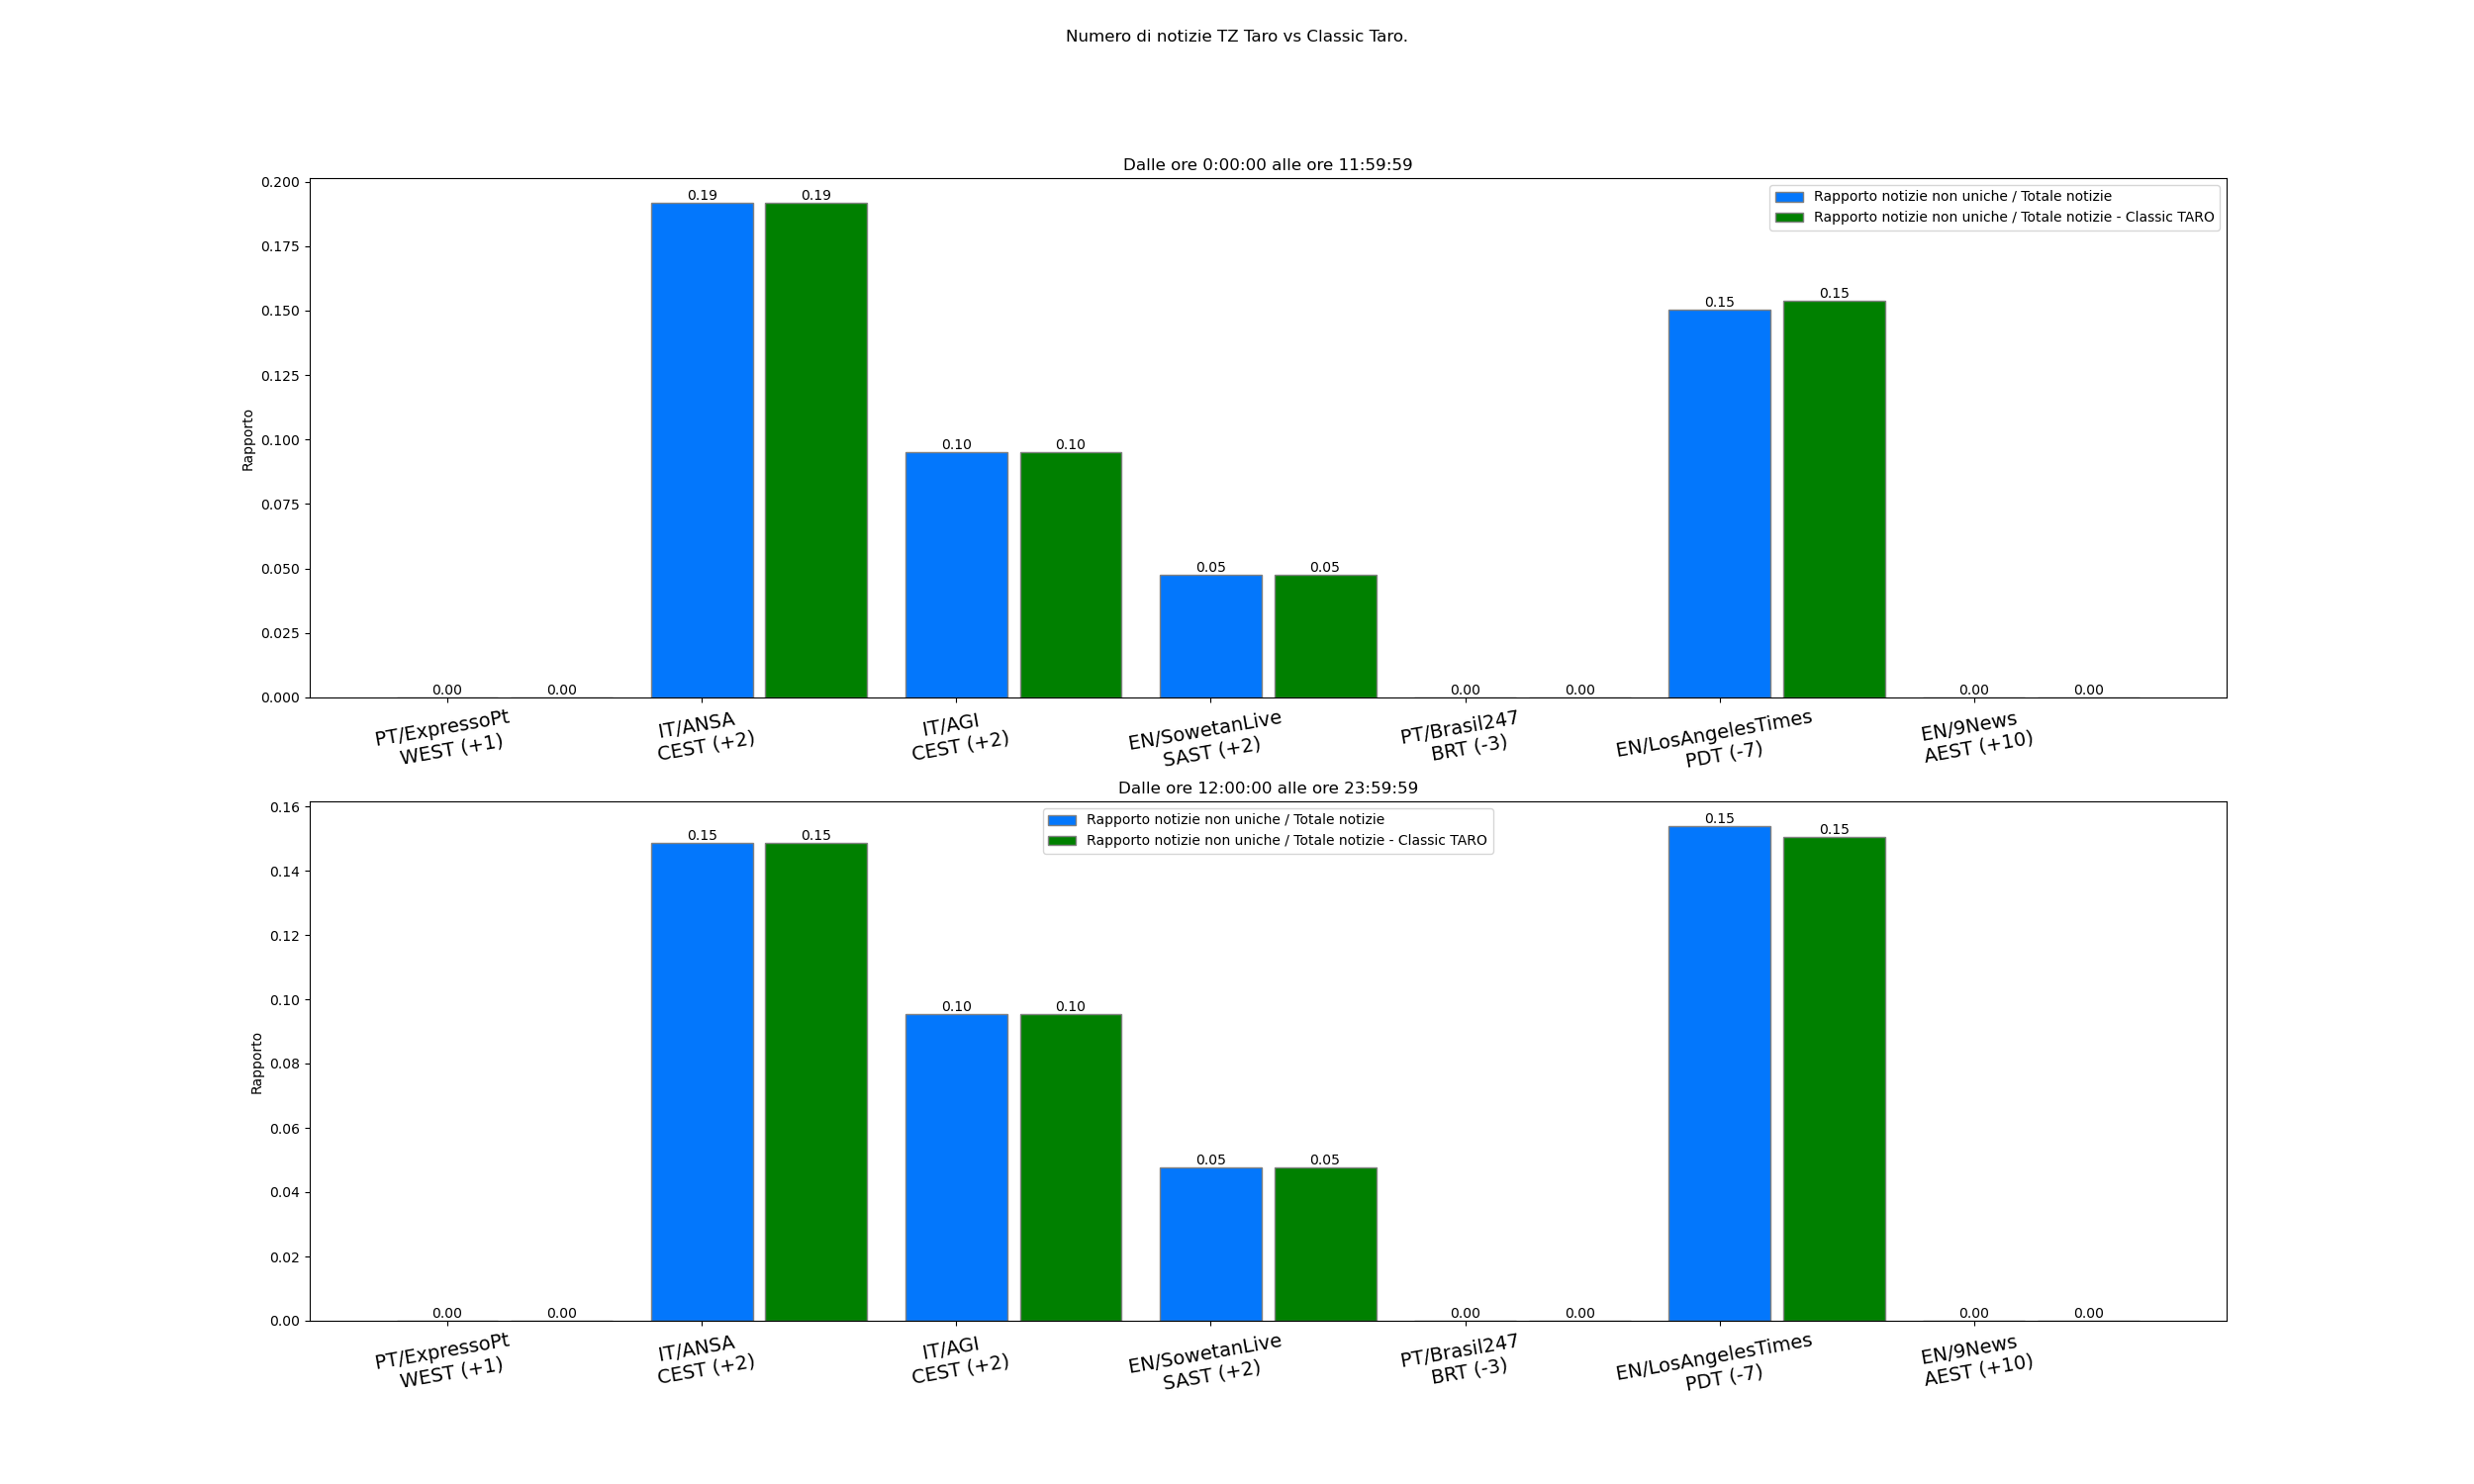 Numero di notizie TZ Taro vs Classic Taro.
Dalle ore 0:00:00 alle ore 11:59:59
Rapporto notizie non uniche / Totale notizie
Rapporto notizie non uniche / Totale notizie - Classic TARO
Rapporto
0.200
0.175
0.150
0.125
0.100
0.075
0.050
0.025
0.000
0.00
0.00
0.19
0.19
0.10
0.10
0.05
0.05
0.00
0.00
0.15
0.15
0.00
0.00
PT/ExpressoPt
WEST (+1)
IT/ANSA
CEST (+2)
IT/AGI
CEST (+2)
EN/SowetanLive
SAST (+2)
PT/Brasil247
BRT (-3)
EN/LosAngelesTimes
PDT (-7)
EN/9News
AEST (+10)
Dalle ore 12:00:00 alle ore 23:59:59
Rapporto notizie non uniche / Totale notizie
Rapporto notizie non uniche / Totale notizie - Classic TARO
Rapporto
0.16
0.14
0.12
0.10
0.08
0.06
0.04
0.02
0.00
0.00
0.00
0.15
0.15
0.10
0.10
0.05
0.05
0.00
0.00
0.15
0.15
0.00
0.00
PT/ExpressoPt
WEST (+1)
IT/ANSA
CEST (+2)
IT/AGI
CEST (+2)
EN/SowetanLive
SAST (+2)
PT/Brasil247
BRT (-3)
EN/LosAngelesTimes
PDT (-7)
EN/9News
AEST (+10)